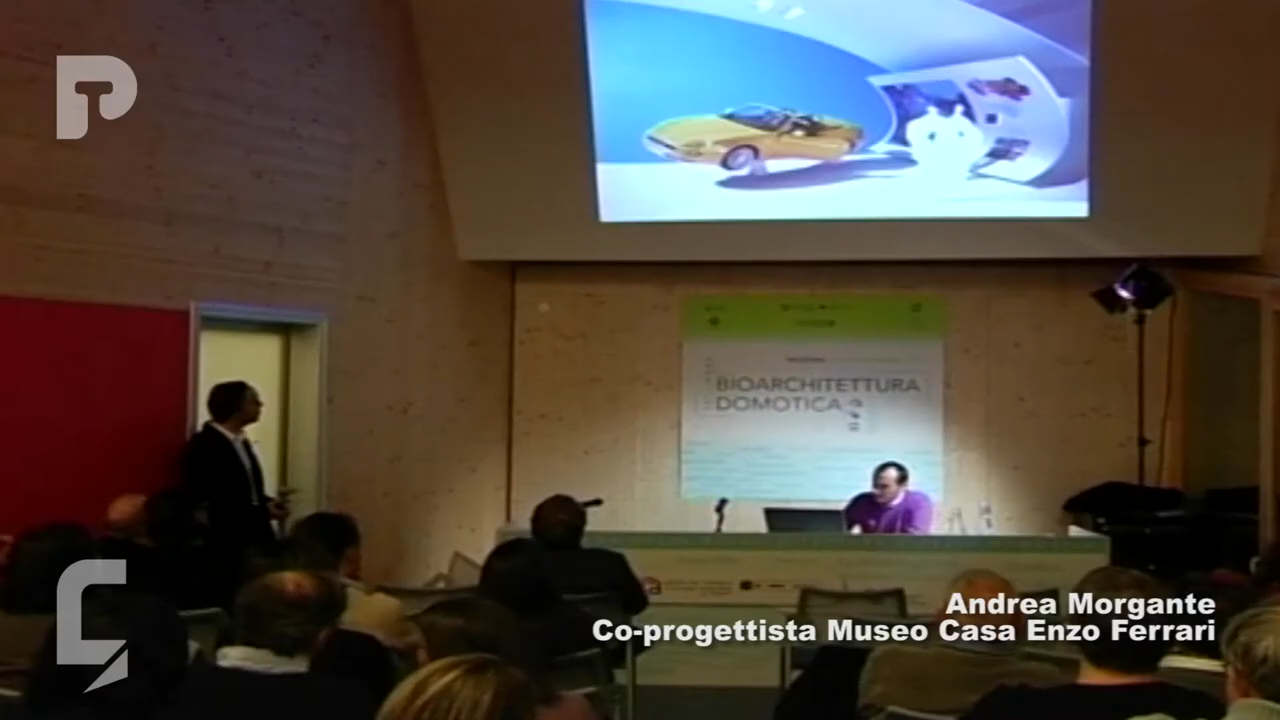 BIOARCHITETTURA
DOMOTICA
Andrea Morgante
Co-progettista Museo Casa Enzo Ferrari